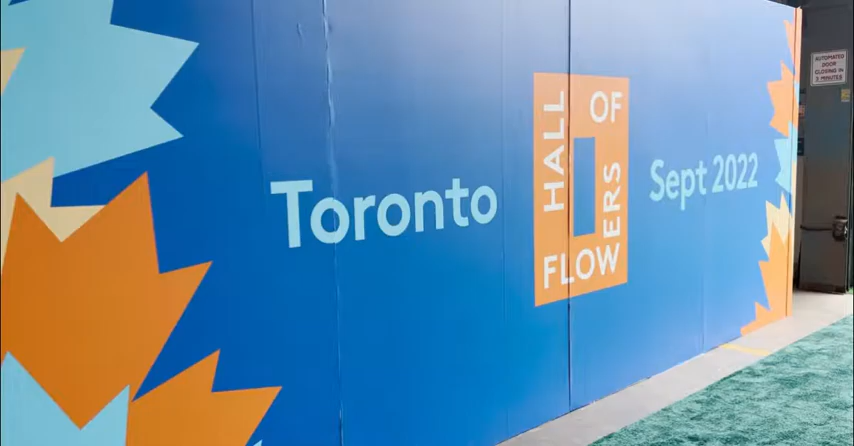 Toronto
HALL
OF
FLOWERS
Sept 2022
AUTOMATED
DOOR
CLOSING IN
3 MINUTES